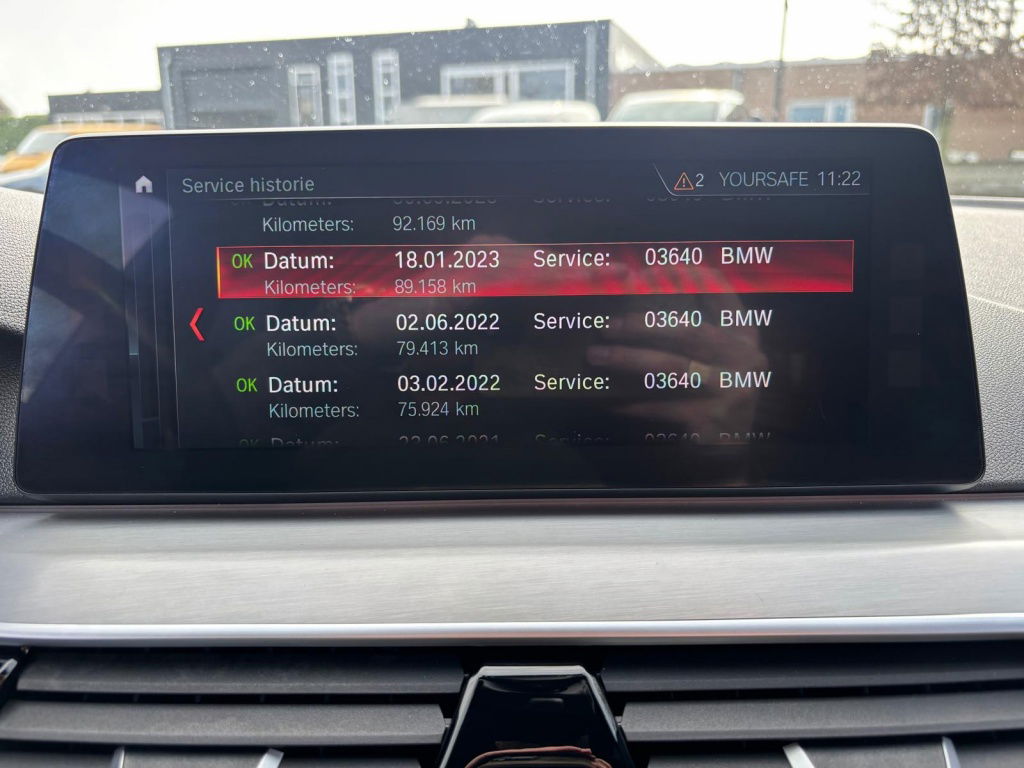 Service histories
2 YOURSAFE 11:22
Kilometers: 92.169 km
OK Datum: 18.01.2023 Service: 03640 BMW
Kilometers: 89.158 km
OK Datum: 02.06.2022 Service: 03640 BMW
Kilometers: 79.413 km
OK Datum: 03.02.2022 Service: 03640 BMW
Kilometers: 75.924 km